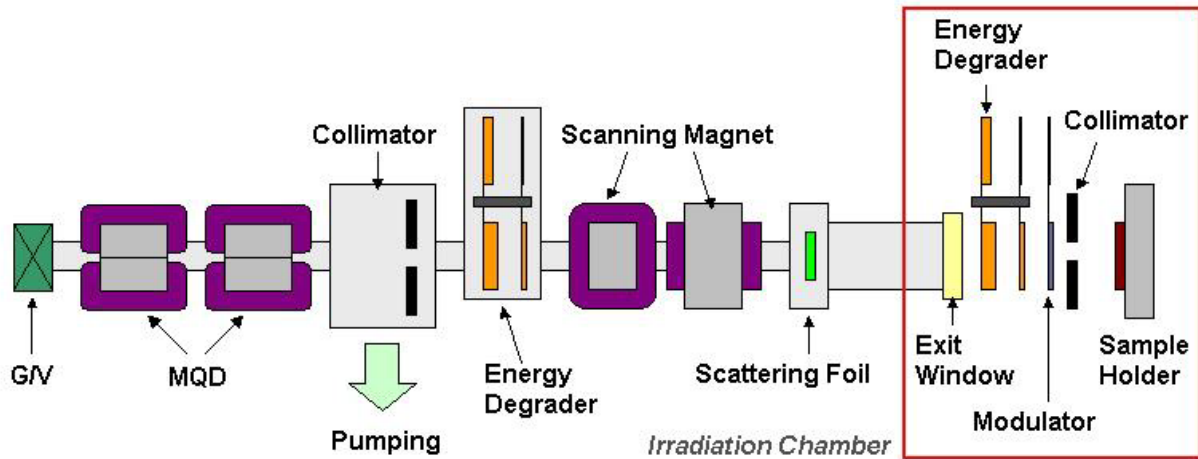 Energy
Degrader
Collimator
Scanning Magnet
Collimator
G/V
MQD
Energy
Degrader
Scattering Foil
Exit
Window
Sample
Holder
Modulator
Pumping
Irradiation Chamber